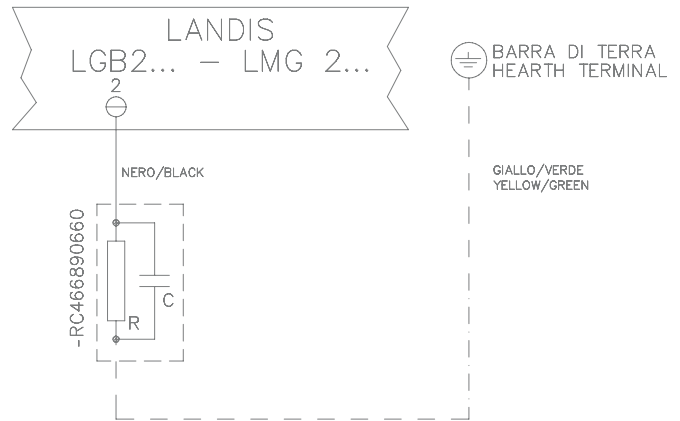 LANDIS
LGB2... - LMG 2...
2
BARRA DI TERRA
HEARTH TERMINAL
NERO/BLACK
GIALLO/VERDE
YELLOW/GREEN
-RC466890660
C
R